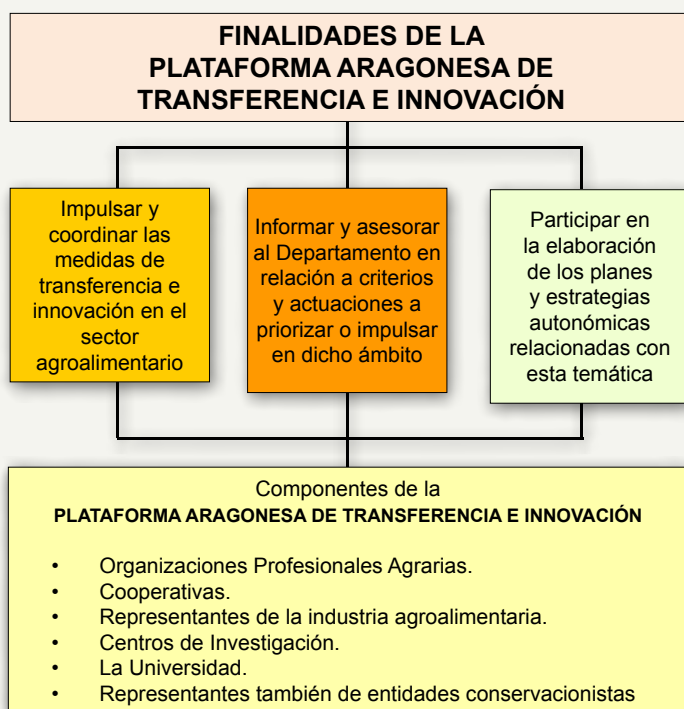 FINALIDADES DE LA
PLATAFORMA ARAGONESA DE
TRANSFERENCIA E INNOVACIÓN
Impulsar y
coordinar las
medidas de
transferencia e
innovación en el
sector
agroalimentario
Informar y asesorar
al Departamento en
relación a criterios
y actuaciones a
priorizar o impulsar
en dicho ámbito
Participar en
la elaboración
de los planes
y estrategias
autonómicas
relacionadas con
esta temática
Componentes de la
PLATAFORMA ARAGONESA DE TRANSFERENCIA E INNOVACIÓN
• Organizaciones Profesionales Agrarias.
• Cooperativas.
• Representantes de la industria agroalimentaria.
• Centros de Investigación.
• La Universidad.
• Representantes también de entidades conservacionistas